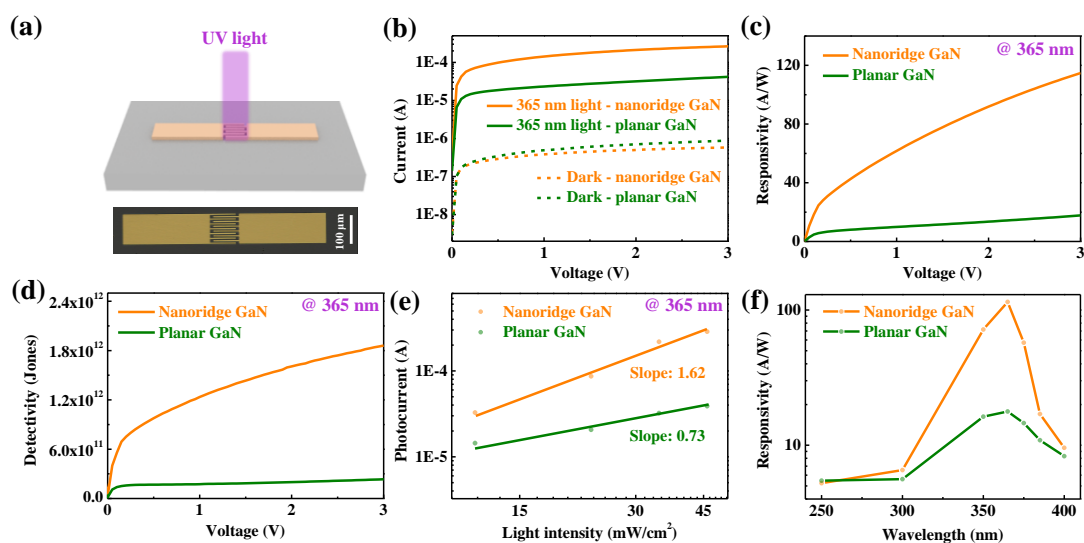 (a)
UV light
100 μm
(b)
1E-4
1E-5
1E-6
1E-7
1E-8
Current (A)
365 nm light - nanoridge GaN
365 nm light - planar GaN
Dark - nanoridge GaN
Dark - planar GaN
0
1
2
3
Voltage (V)
(c)
@ 365 nm
Nanoridge GaN
Planar GaN
120
80
40
0
Responsivity (A/W)
0
1
2
3
Voltage (V)
(d)
@ 365 nm
Nanoridge GaN
Planar GaN
2.4x10¹²
1.8x10¹²
1.2x10¹²
6.0x10¹¹
0.0
Detectivity (Jones)
0
1
2
3
Voltage (V)
(e)
@ 365 nm
Nanoridge GaN
Planar GaN
Slope: 1.62
Slope: 0.73
1E-3
1E-4
1E-5
Photocurrent (A)
15
30
45
Light intensity (mW/cm²)
(f)
Nanoridge GaN
Planar GaN
100
10
Responsivity (A/W)
250
300
350
400
Wavelength (nm)